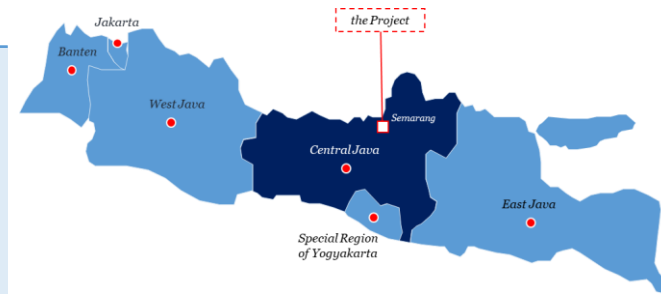 the Project
Jakarta
Banten
West Java
Semarang
Central Java
East Java
Special Region
of Yogyakarta